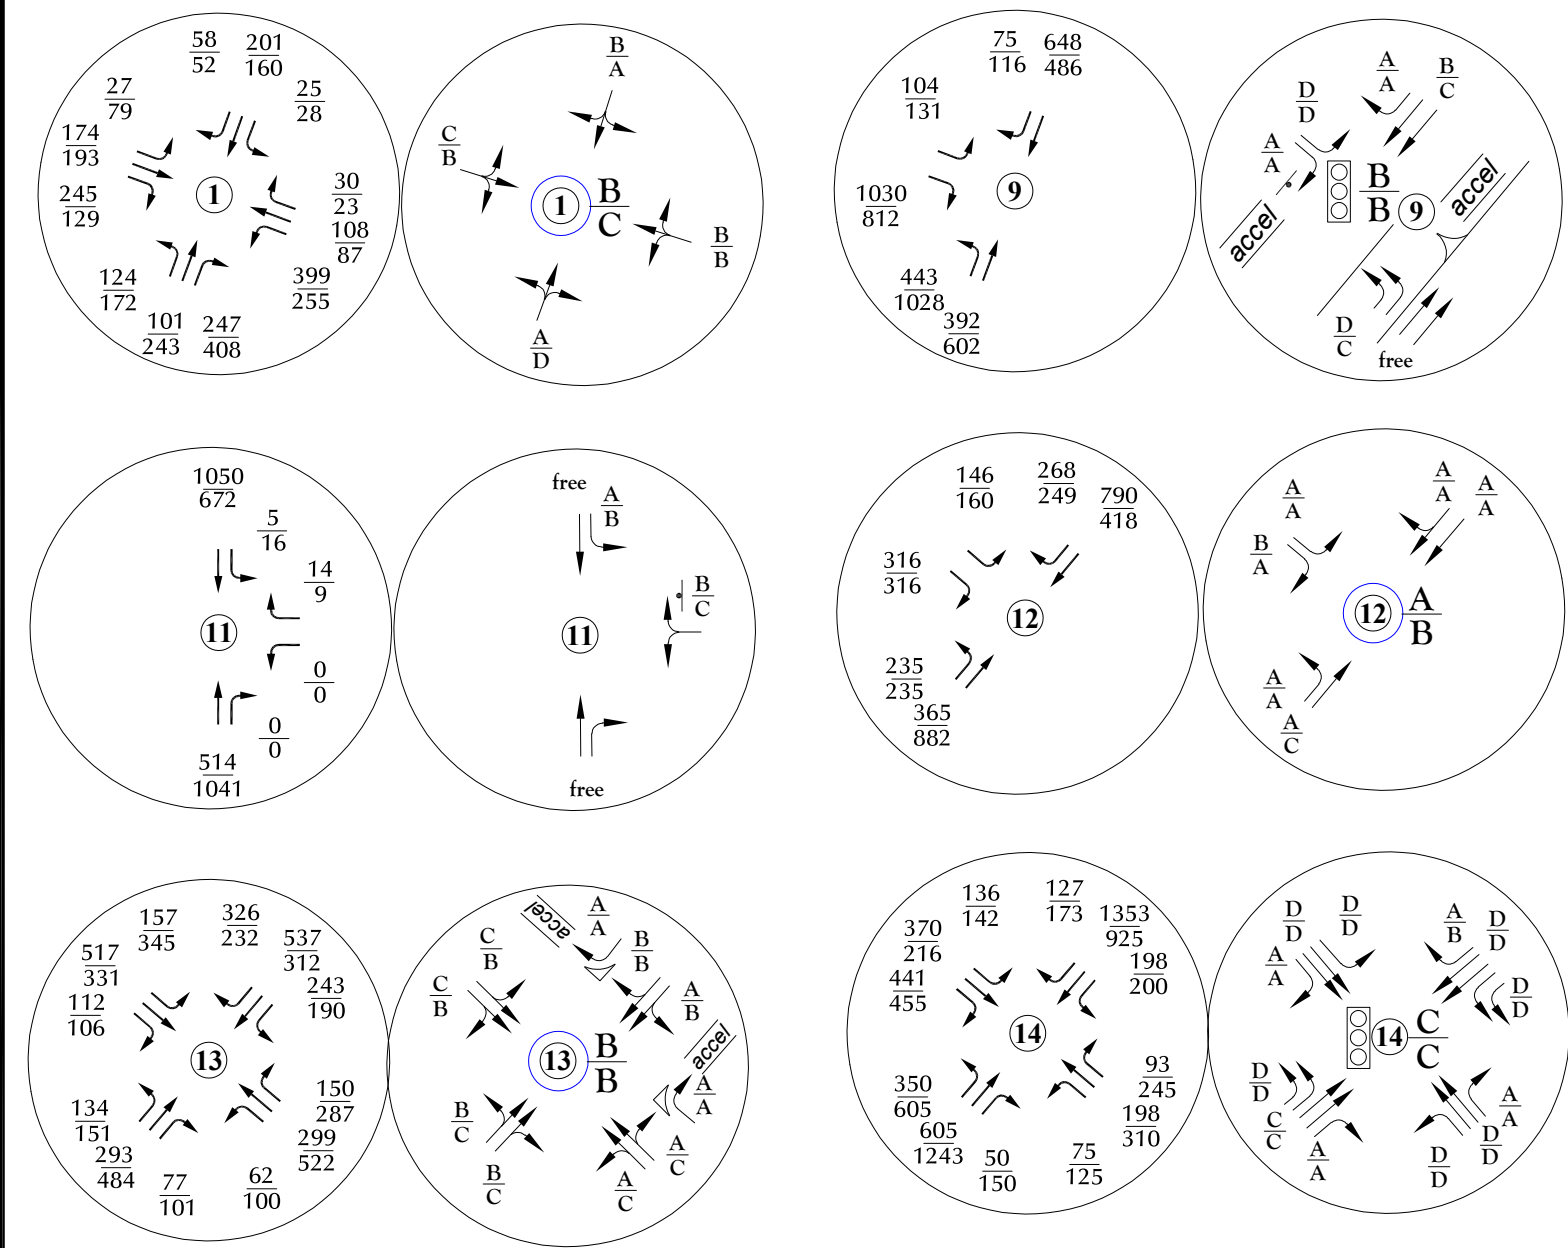 58 201
52 160
27 25
79 28
174
193
245 30
129 23
108
87
124 399
172 255
101 247
243 408
1
B
A
C
B
1 B
C
B
B
A
D
75 648
116 486
104
131
1030
812
443
1028
392
602
9
A B
A C
D
D
A
A
B
B 9
accel
accel
D
C
free
1050
672
5
16
14
9
11
0
0
0
0
514
1041
free A
B
B
C
11
free
146 268 790
160 249 418
316
316
12
235
235
365
882
A A A
A A A
B
A
12 A
B
A
A
A
C
157 326
345 232
517 537
331 312
112 243
106 190
13
134 150
151 287
293 299
484 522
77 62
101 100
accel A
A
C B
B B
C A
B B
13 B
B
accel
A
A
B A
C C
B A
C C
136 127
142 173
370 1353
216 925
441 198
455 200
14
350 93
605 245
605 198
1243 310
50 75
150 125
D D A D
D D B D
A D
A D
14 C
C
D A
D A
C D
C D
A D
A D